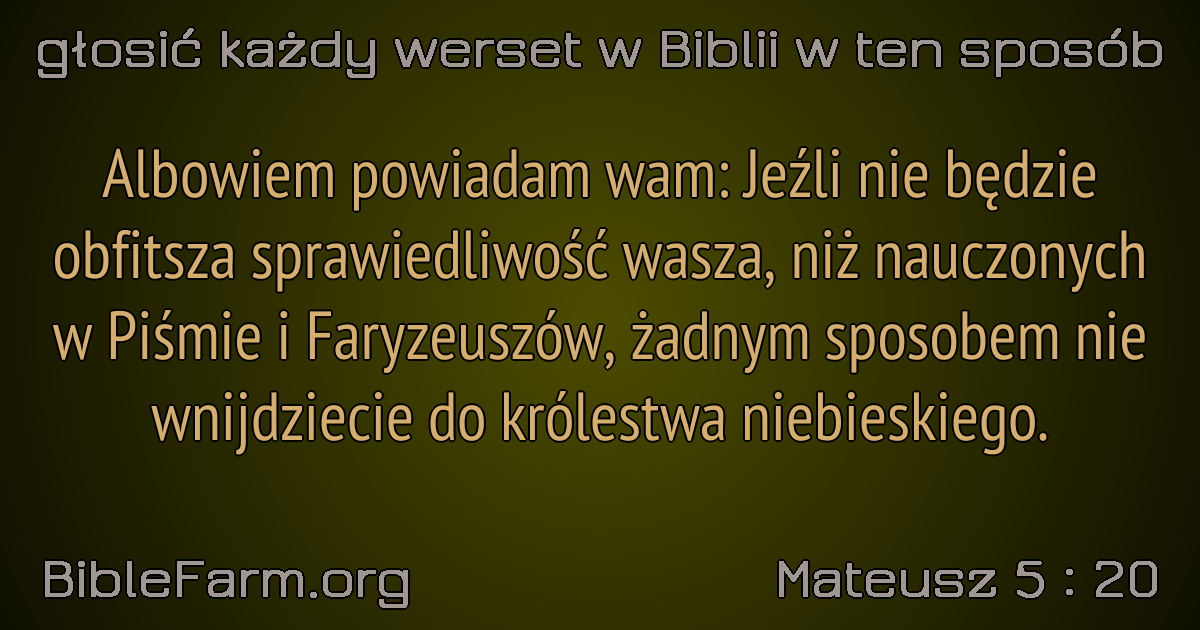 głosić każdy werset w Biblii w ten sposób
Albowiem powiadam wam: Jeźli nie będzie
obfitsza sprawiedliwość wasza, niż nauczonych
w Piśmie i Faryzeuszów, żadnym sposobem nie
wnijdziecie do królestwa niebieskiego.
BibleFarm.org
Mateusz 5 : 20